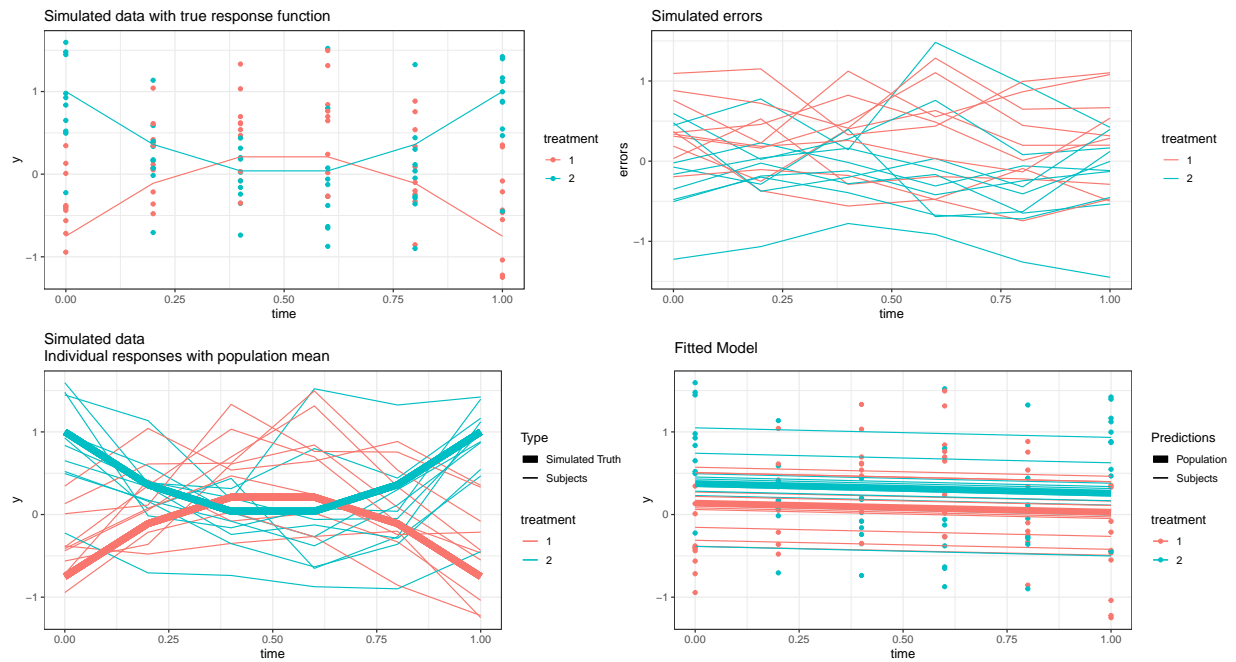 Simulated data with true response function
1
0
−1
y
0.00 0.25 0.50 0.75 1.00
time
treatment
1
2
Simulated errors
1
0
−1
errors
0.00 0.25 0.50 0.75 1.00
time
treatment
1
2
Simulated data
Individual responses with population mean
1
0
−1
y
0.00 0.25 0.50 0.75 1.00
time
Type
Simulated Truth
Subjects
treatment
1
2
Fitted Model
1
0
−1
y
0.00 0.25 0.50 0.75 1.00
time
Predictions
Population
Subjects
treatment
1
2